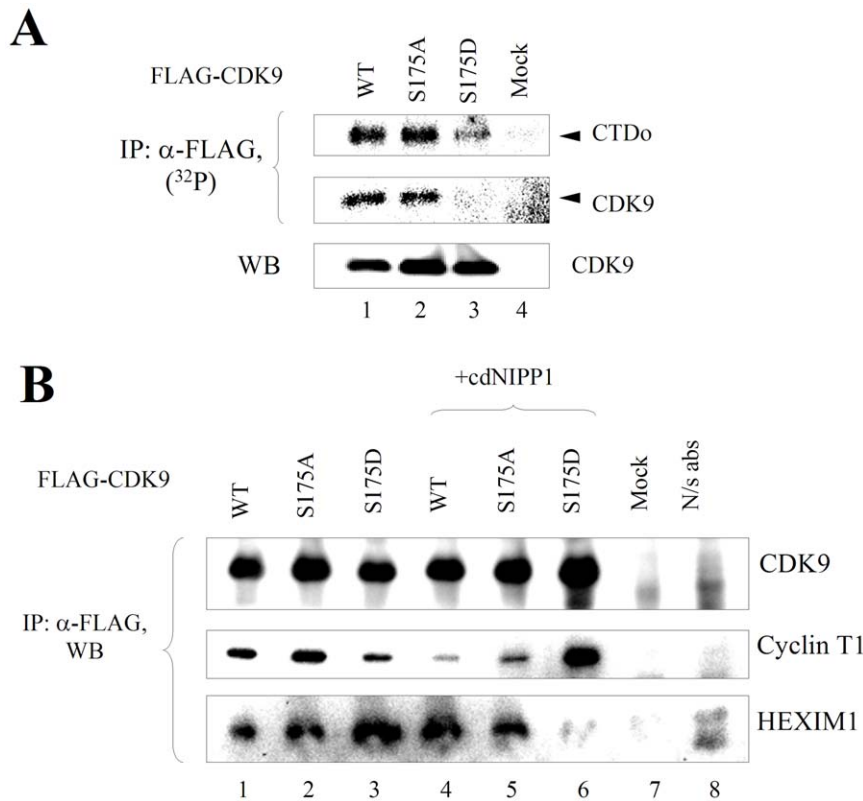 A
FLAG-CDK9
WT
S175A
S175D
Mock
IP: α-FLAG,
(³²P)
CTDo
CDK9
WB
CDK9
1 2 3 4
B
+cdNIPP1
FLAG-CDK9
WT
S175A
S175D
WT
S175A
S175D
Mock
N/s abs
IP: α-FLAG,
WB
CDK9
Cyclin T1
HEXIM1
1 2 3 4 5 6 7 8